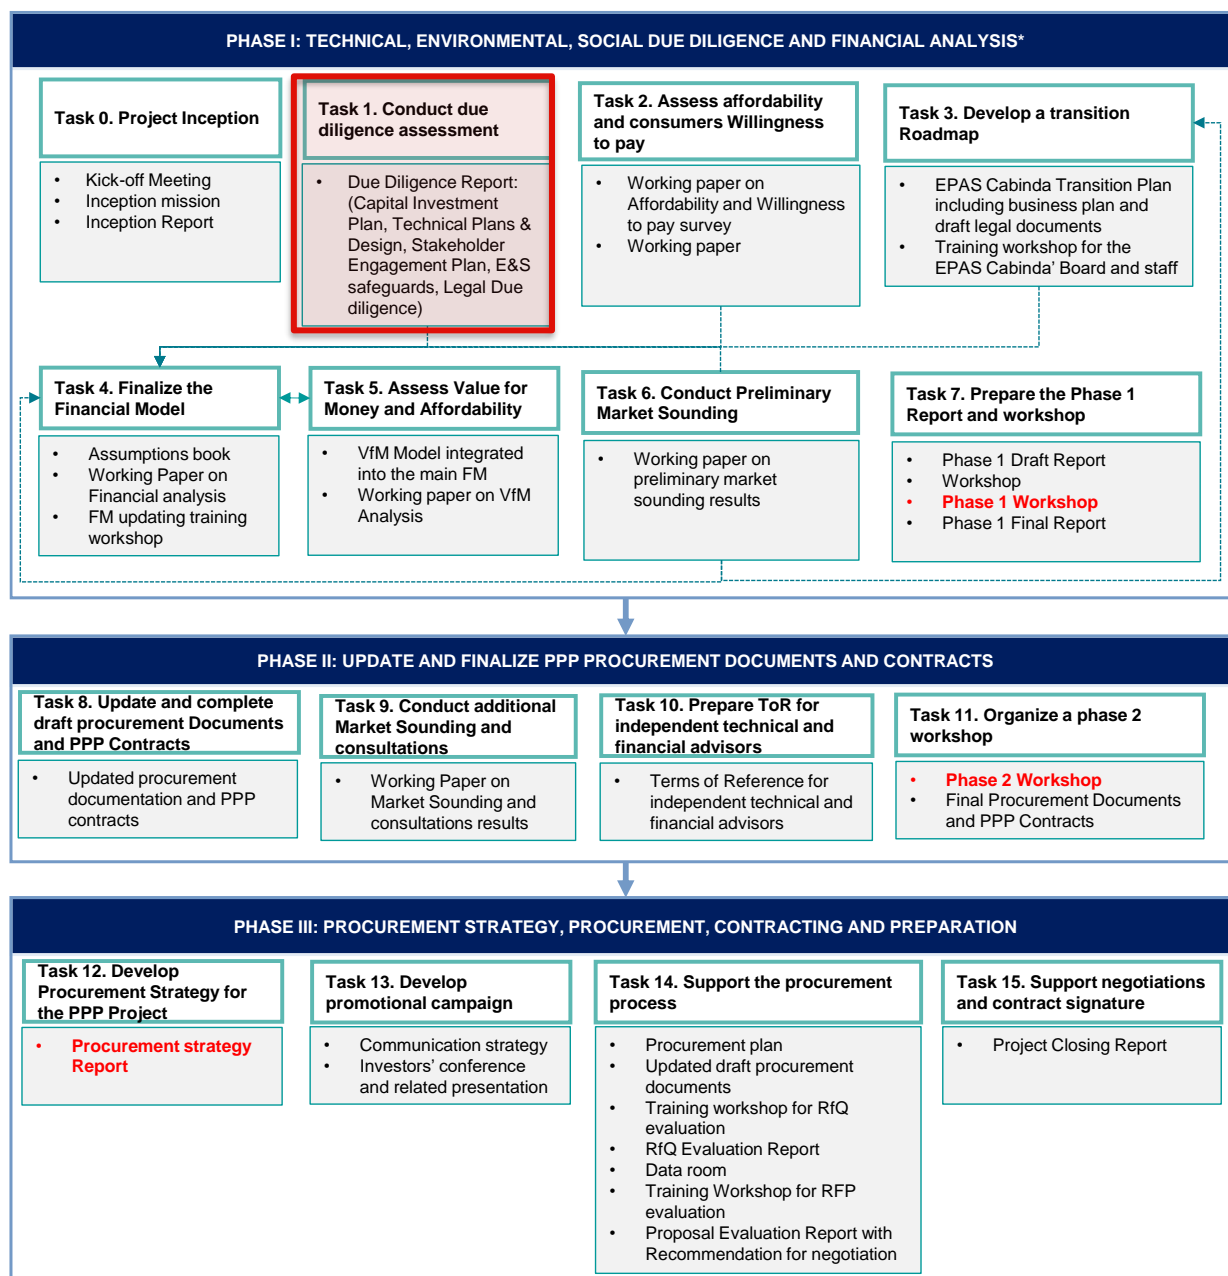 PHASE I: TECHNICAL, ENVIRONMENTAL, SOCIAL DUE DILIGENCE AND FINANCIAL ANALYSIS*
Task 0. Project Inception
• Kick-off Meeting
• Inception mission
• Inception Report
Task 1. Conduct due
diligence assessment
• Due Diligence Report:
(Capital Investment
Plan, Technical Plans &
Design, Stakeholder
Engagement Plan, E&S
safeguards, Legal Due
diligence)
Task 2. Assess affordability
and consumers Willingness
to pay
• Working paper on
Affordability and Willingness
to pay survey
• Working paper
Task 3. Develop a transition
Roadmap
• EPAS Cabinda Transition Plan
including business plan and
draft legal documents
• Training workshop for the
EPAS Cabinda' Board and staff
Task 4. Finalize the
Financial Model
• Assumptions book
• Working Paper on
Financial analysis
• FM updating training
workshop
Task 5. Assess Value for
Money and Affordability
• VfM Model integrated
into the main FM
• Working paper on VfM
Analysis
Task 6. Conduct Preliminary
Market Sounding
• Working paper on
preliminary market
sounding results
Task 7. Prepare the Phase 1
Report and workshop
• Phase 1 Draft Report
• Workshop
• Phase 1 Workshop
• Phase 1 Final Report
PHASE II: UPDATE AND FINALIZE PPP PROCUREMENT DOCUMENTS AND CONTRACTS
Task 8. Update and complete
draft procurement Documents
and PPP Contracts
• Updated procurement
documentation and PPP
contracts
Task 9. Conduct additional
Market Sounding and
consultations
• Working Paper on
Market Sounding and
consultations results
Task 10. Prepare ToR for
independent technical and
financial advisors
• Terms of Reference for
independent technical and
financial advisors
Task 11. Organize a phase 2
workshop
• Phase 2 Workshop
• Final Procurement Documents
and PPP Contracts
PHASE III: PROCUREMENT STRATEGY, PROCUREMENT, CONTRACTING AND PREPARATION
Task 12. Develop
Procurement Strategy for
the PPP Project
• Procurement strategy
Report
Task 13. Develop
promotional campaign
• Communication strategy
• Investors' conference
and related presentation
Task 14. Support the procurement
process
• Procurement plan
• Updated draft procurement
documents
• Training workshop for RfQ
evaluation
• RfQ Evaluation Report
• Data room
• Training Workshop for RFP
evaluation
• Proposal Evaluation Report with
Recommendation for negotiation
Task 15. Support negotiations
and contract signature
• Project Closing Report